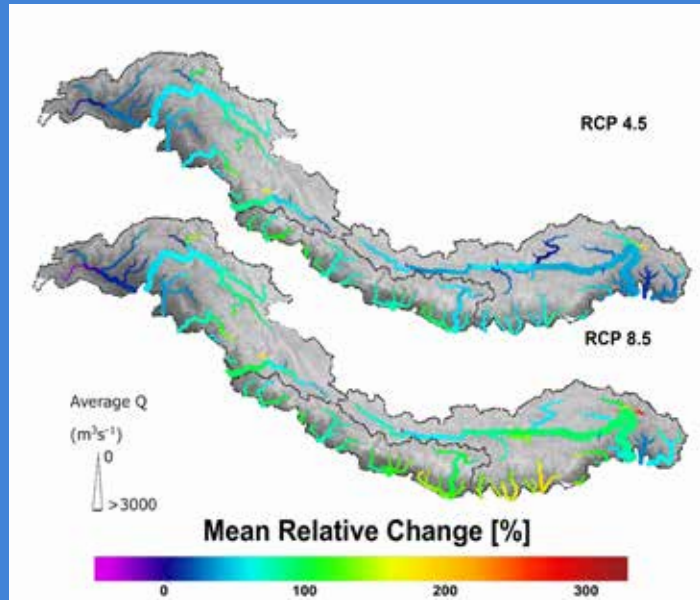 RCP 4.5
RCP 8.5
Average Q
(m³s⁻¹)
0
>3000
Mean Relative Change [%]
0 100 200 300